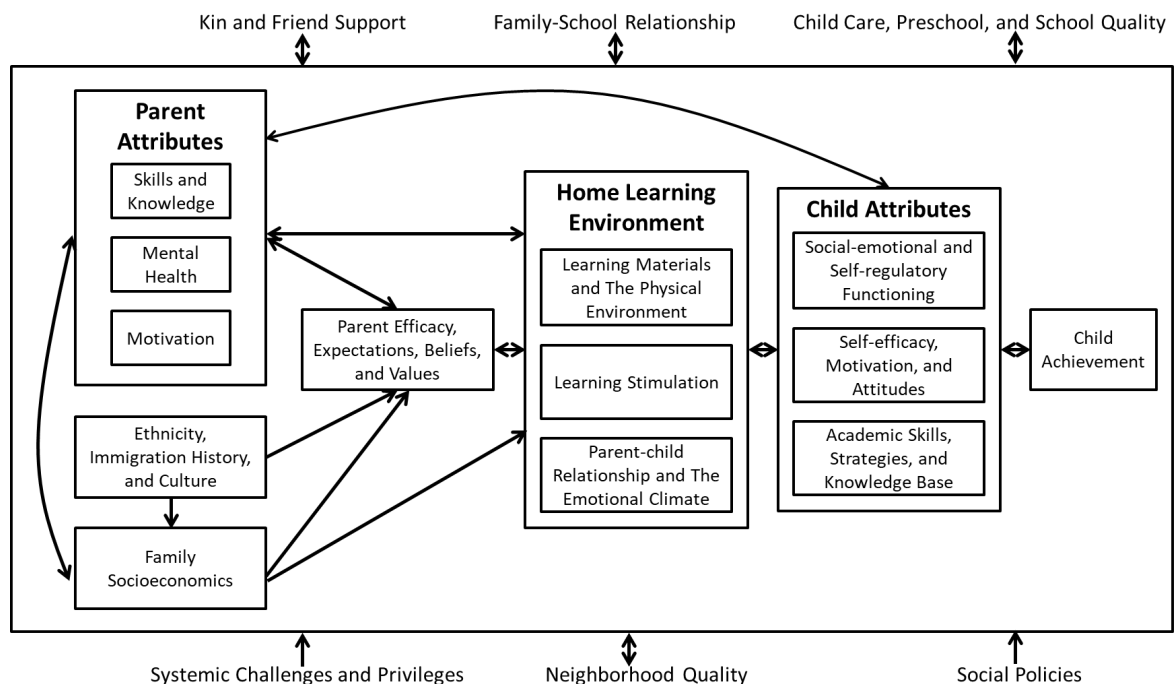 Kin and Friend Support
Family-School Relationship
Child Care, Preschool, and School Quality
Parent
Attributes
Skills and
Knowledge
Mental
Health
Motivation
Ethnicity,
Immigration History,
and Culture
Family
Socioeconomics
Parent Efficacy,
Expectations, Beliefs,
and Values
Home Learning
Environment
Learning Materials
and The Physical
Environment
Learning Stimulation
Parent-child
Relationship and The
Emotional Climate
Child Attributes
Social-emotional and
Self-regulatory
Functioning
Self-efficacy,
Motivation, and
Attitudes
Academic Skills,
Strategies, and
Knowledge Base
Child
Achievement
Systemic Challenges and Privileges
Neighborhood Quality
Social Policies